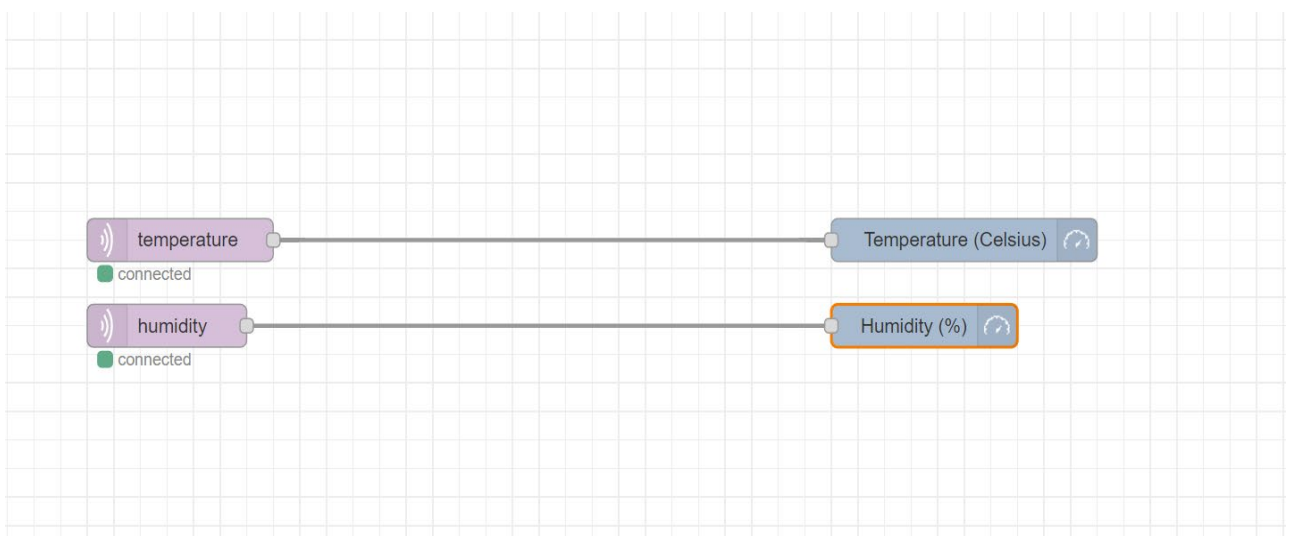 temperature
Temperature (Celsius)
connected
humidity
Humidity (%)
connected